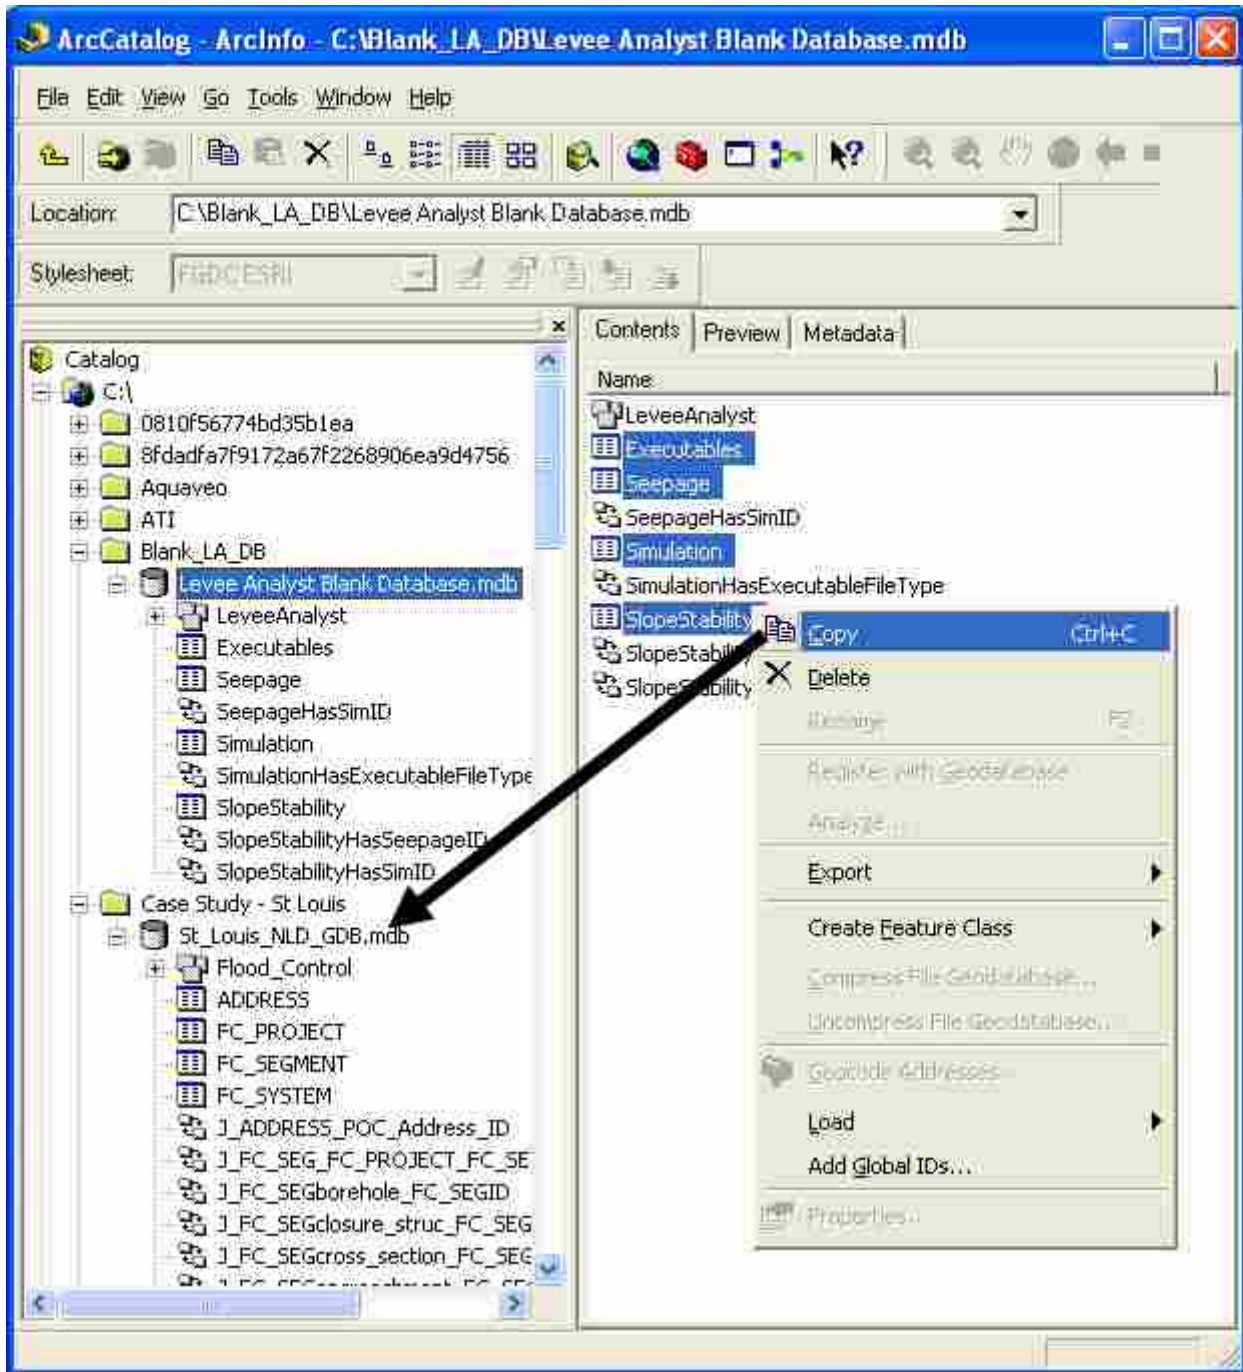 ArcCatalog - ArcInfo - C:\Blank_LA_DB\Levee Analyst Blank Database.mdb
File Edit View Go Tools Window Help
Location: C:\Blank_LA_DB\Levee Analyst Blank Database.mdb
Stylesheet: FGDC ESRI
Catalog
C:\
0810f56774bd35b1ea
8fdadfa7f9172a67f2268906ea9d4756
Aquaveo
ATI
Blank_LA_DB
Levee Analyst Blank Database.mdb
LeveeAnalyst
Executables
Seepage
SeepageHasSimID
Simulation
SimulationHasExecutableFileType
SlopeStability
SlopeStabilityHasSeepageID
SlopeStabilityHasSimID
Case Study - St Louis
St_Louis_NLD_GDB.mdb
Flood_Control
ADDRESS
FC_PROJECT
FC_SEGMENT
FC_SYSTEM
J_ADDRESS_POC_Address_ID
J_FC_SEG_FC_PROJECT_FC_SE
J_FC_SEGborehole_FC_SEGID
J_FC_SEGclosure_struc_FC_SEG
J_FC_SEGcross_section_FC_SEG
Contents Preview Metadata
Name
LeveeAnalyst
Executables
Seepage
SeepageHasSimID
Simulation
SimulationHasExecutableFileType
SlopeStability
SlopeStability
SlopeStability
Copy Ctrl+C
Delete
Rename F2
Register with Geodatabase
Analyze...
Export
Create Feature Class
Compress File Geodatabase...
Uncompress File Geodatabase...
Geocode Addresses...
Load
Add Global IDs...
Properties...